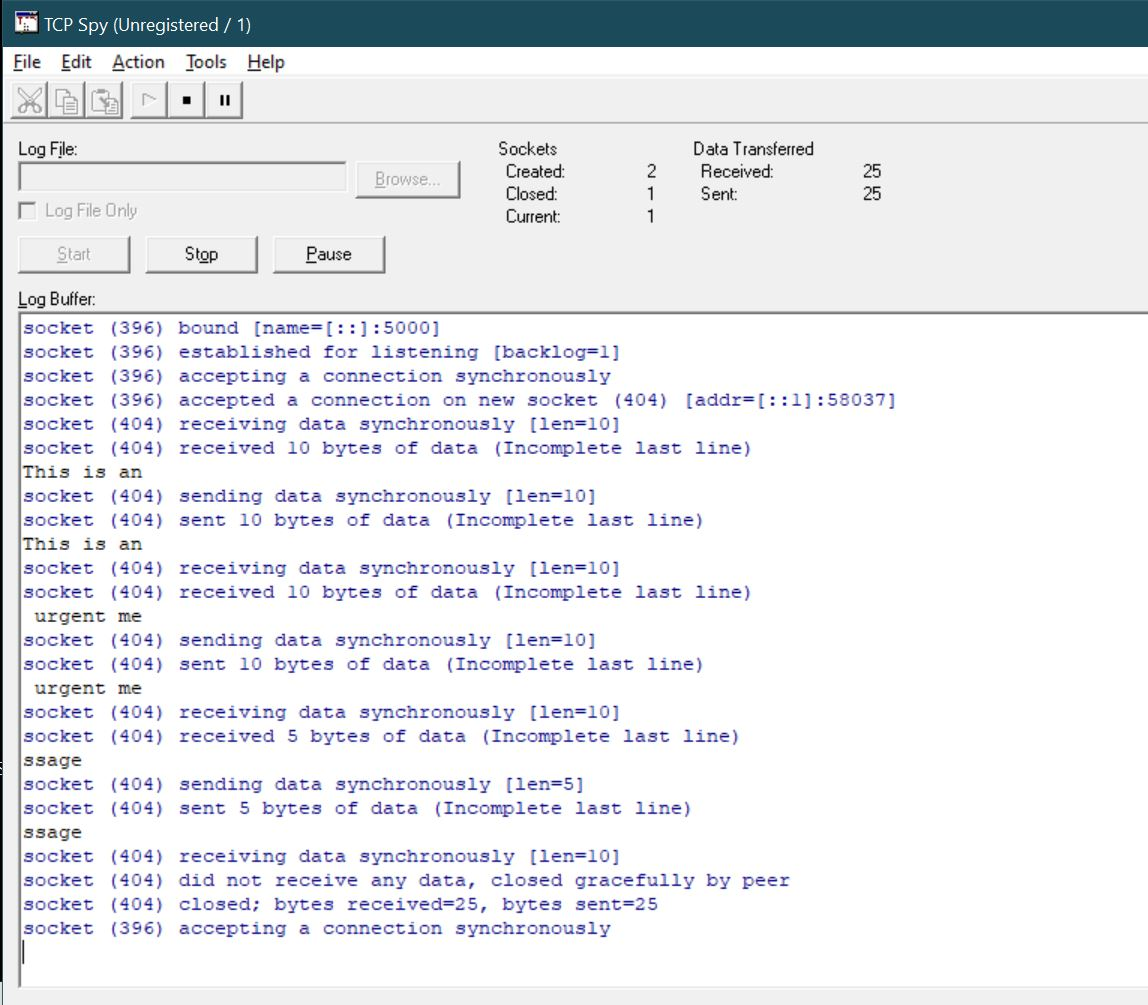 TCP Spy (Unregistered / 1)
File Edit Action Tools Help
Log File:
Browse...
Log File Only
Start Stop Pause
Sockets
Created: 2
Closed: 1
Current: 1
Data Transferred
Received: 25
Sent: 25
Log Buffer:
socket (396) bound [name=[::]:5000]
socket (396) established for listening [backlog=1]
socket (396) accepting a connection synchronously
socket (396) accepted a connection on new socket (404) [addr=[::1]:58037]
socket (404) receiving data synchronously [len=10]
socket (404) received 10 bytes of data (Incomplete last line)
This is an
socket (404) sending data synchronously [len=10]
socket (404) sent 10 bytes of data (Incomplete last line)
This is an
socket (404) receiving data synchronously [len=10]
socket (404) received 10 bytes of data (Incomplete last line)
 urgent me
socket (404) sending data synchronously [len=10]
socket (404) sent 10 bytes of data (Incomplete last line)
 urgent me
socket (404) receiving data synchronously [len=10]
socket (404) received 5 bytes of data (Incomplete last line)
ssage
socket (404) sending data synchronously [len=5]
socket (404) sent 5 bytes of data (Incomplete last line)
ssage
socket (404) receiving data synchronously [len=10]
socket (404) did not receive any data, closed gracefully by peer
socket (404) closed; bytes received=25, bytes sent=25
socket (396) accepting a connection synchronously